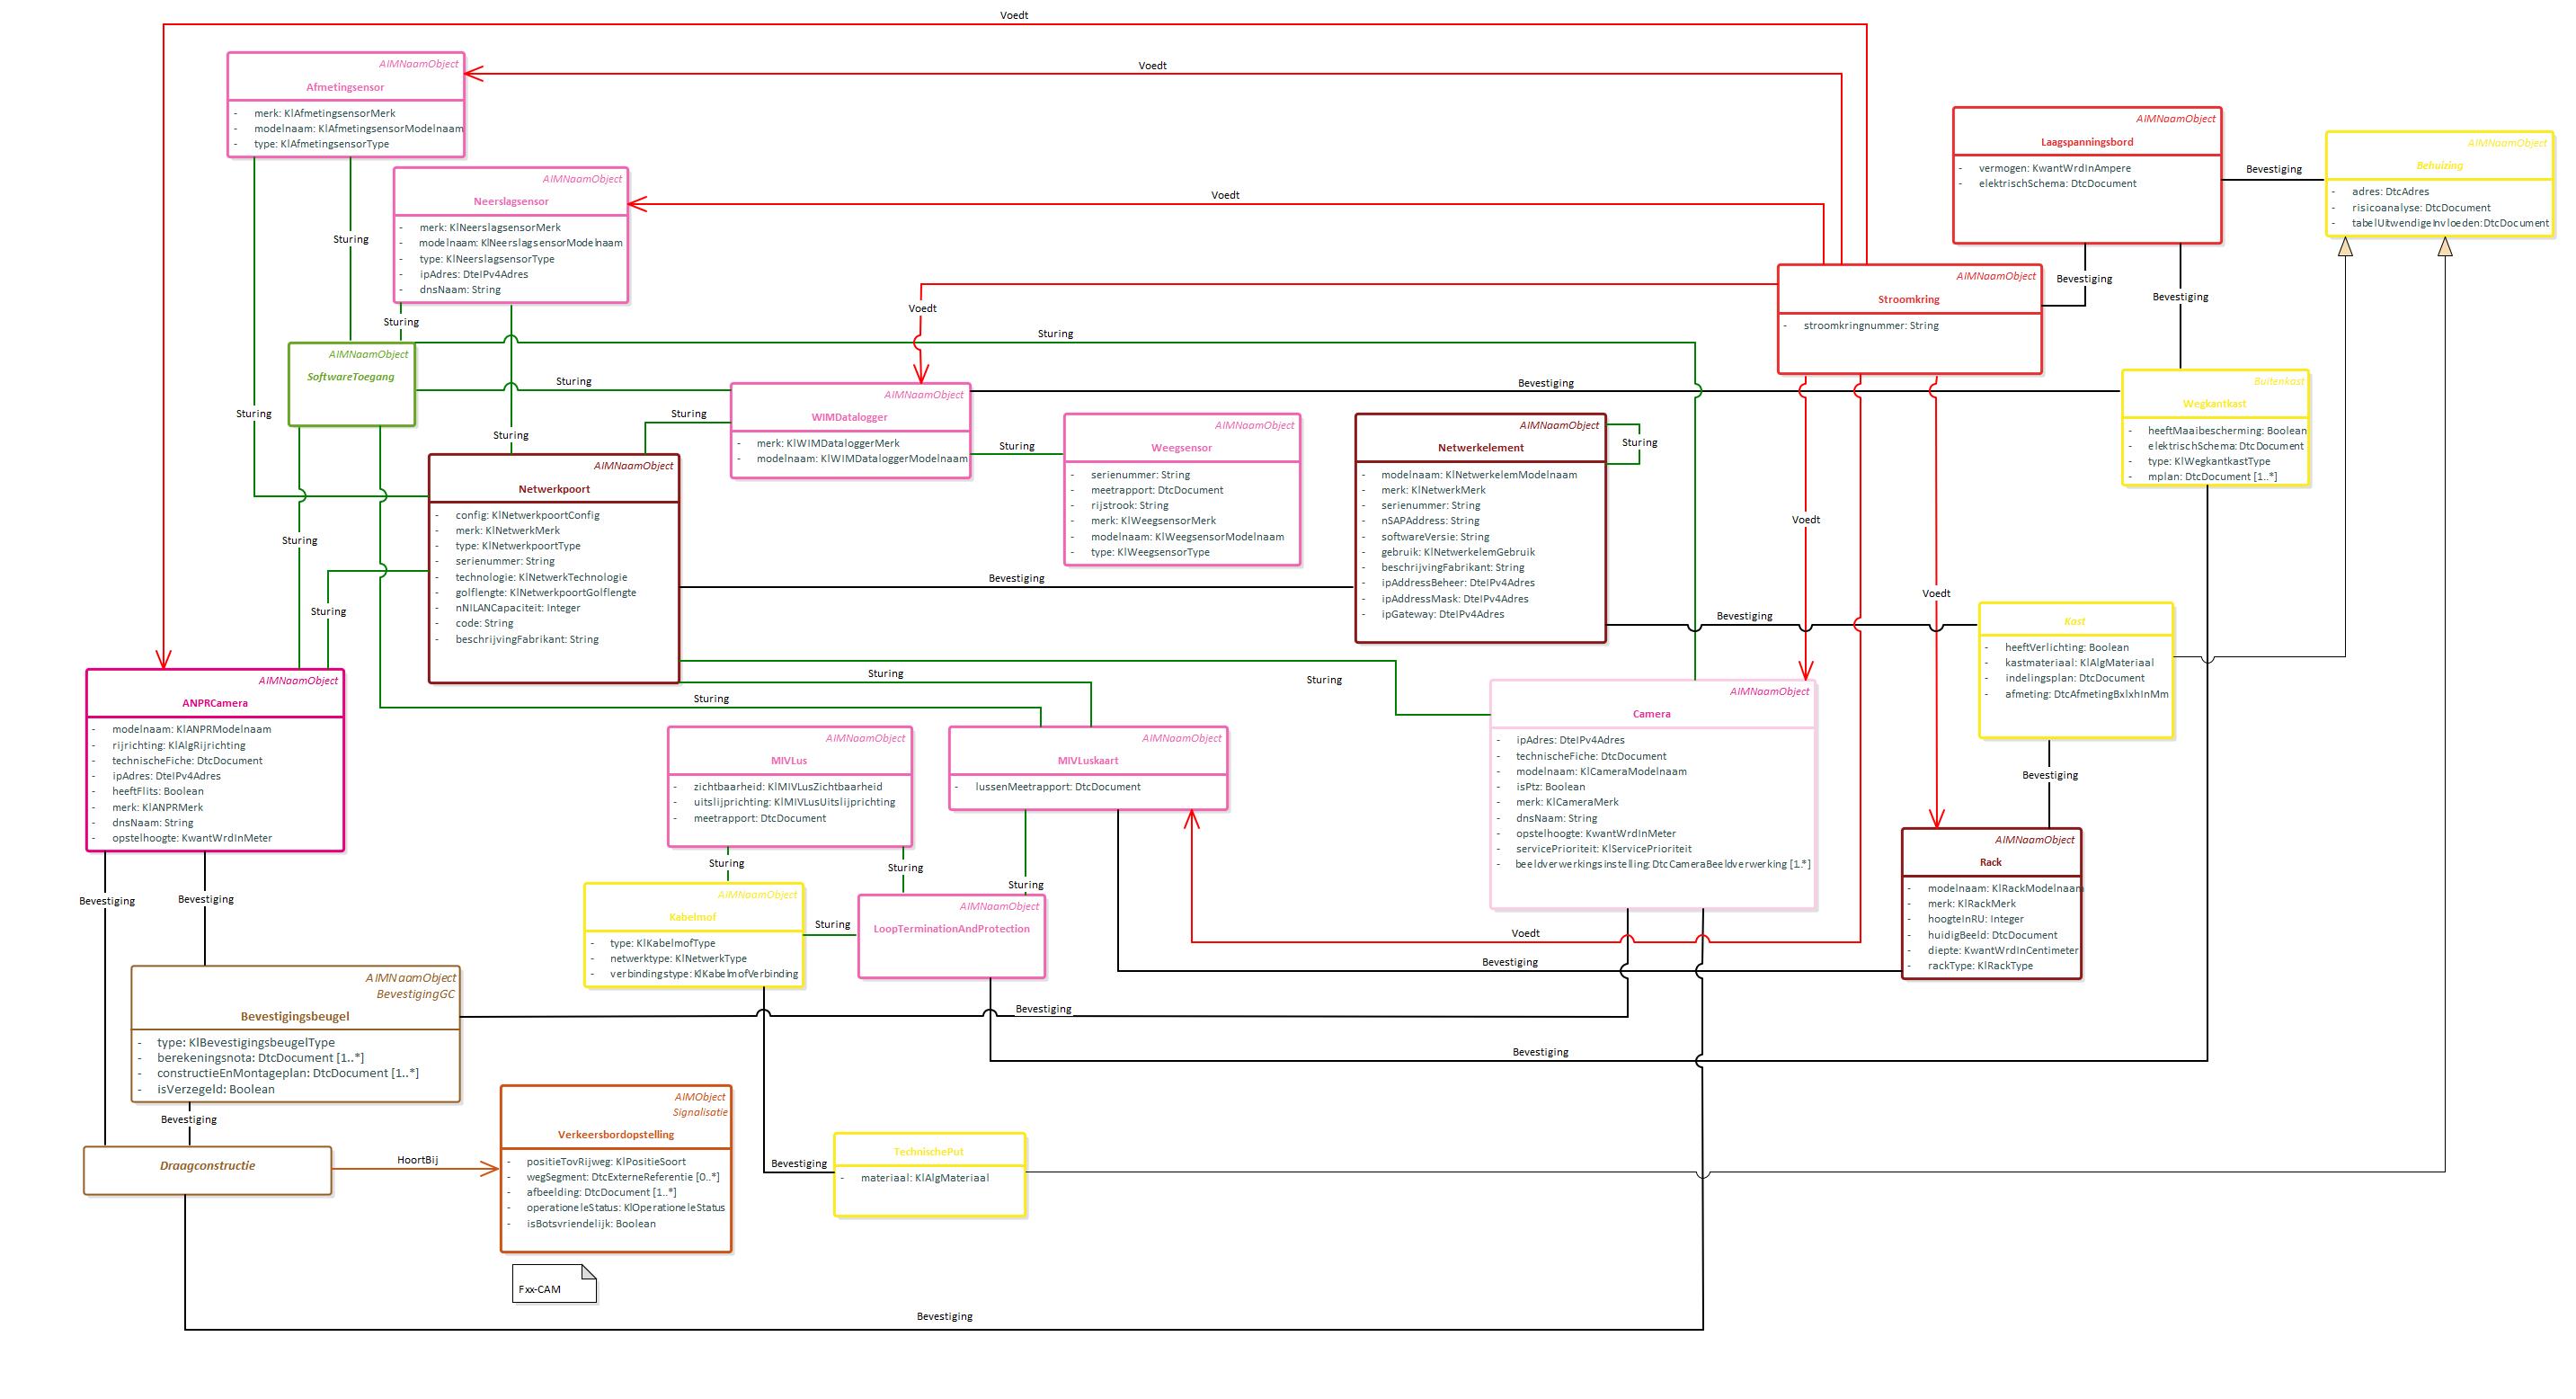 Voedt
AIMNaamObject
Afmetingsensor
- merk: KlAfmetingsensorMerk
- modelnaam: KlAfmetingsensorModelnaam
- type: KlAfmetingsensorType
Voedt
AIMNaamObject
Laagspanningsbord
- vermogen: KwantWrdInAmpere
- elektrischSchema: DtcDocument
Bevestiging
AIMNaamObject
Behuizing
- adres: DtcAdres
- risicoanalyse: DtcDocument
- tabelUitwendigeInvloeden:DtcDocument
AIMNaamObject
Neerslagsensor
- merk: KlNeerslagsensorMerk
- modelnaam: KlNeerslagsensorModelnaam
- type: KlNeerslagsensorType
- ipAdres: DteIPv4Adres
- dnsNaam: String
Voedt
Sturing
Sturing
AIMNaamObject
Stroomkring
- stroomkringnummer: String
Bevestiging
Bevestiging
Voedt
Sturing
AIMNaamObject
SoftwareToegang
Sturing
AIMNaamObject
WIMDatalogger
- merk: KlWIMDataloggerMerk
- modelnaam: KlWIMDataloggerModelnaam
Bevestiging
Buitenkast
Wegkantkast
- heeftMaaibescherming: Boolean
- elektrischSchema: DtcDocument
- type: KlWegkantkastType
- mplan: DtcDocument [1..*]
Sturing
Sturing
Sturing
Sturing
AIMNaamObject
Weegsensor
- serienummer: String
- meetrapport: DtcDocument
- rijstrook: String
- merk: KlWeegsensorMerk
- modelnaam: KlWeegsensorModelnaam
- type: KlWeegsensorType
AIMNaamObject
Netwerkelement
- modelnaam: KlNetwerkelemModelnaam
- merk: KlNetwerkMerk
- serienummer: String
- nSAPAddress: String
- softwareVersie: String
- gebruik: KlNetwerkelemGebruik
- beschrijvingFabrikant: String
- ipAddressBeheer: DteIPv4Adres
- ipAddressMask: DteIPv4Adres
- ipGateway: DteIPv4Adres
Sturing
AIMNaamObject
Netwerkpoort
- config: KlNetwerkpoortConfig
- merk: KlNetwerkMerk
- type: KlNetwerkpoortType
- serienummer: String
- technologie: KlNetwerkTechnologie
- golflengte: KlNetwerkpoortGolflengte
- nNILANCapaciteit: Integer
- code: String
- beschrijvingFabrikant: String
Voedt
Sturing
Bevestiging
Voedt
Sturing
Bevestiging
AIMNaamObject
Kast
- heeftVerlichting: Boolean
- kastmateriaal: KlAlgMateriaal
- indelingsplan: DtcDocument
- afmeting: DtcAfmetingBxlxhInMm
Sturing
Sturing
Sturing
AIMNaamObject
ANPRCamera
- modelnaam: KlANPRModelnaam
- rijrichting: KlAlgRijrichting
- technischeFiche: DtcDocument
- ipAdres: DteIPv4Adres
- heeftFlits: Boolean
- merk: KlANPRMerk
- dnsNaam: String
- opstelhoogte: KwantWrdInMeter
AIMNaamObject
MIVLus
- zichtbaarheid: KlMIVLusZichtbaarheid
- uitslijprichting: KlMIVLusUitslijprichting
- meetrapport: DtcDocument
AIMNaamObject
MIVLuskaart
- lussenMeetrapport: DtcDocument
AIMNaamObject
Camera
- ipAdres: DteIPv4Adres
- technischeFiche: DtcDocument
- modelnaam: KlCameraModelnaam
- isPtz: Boolean
- merk: KlCameraMerk
- dnsNaam: String
- opstelhoogte: KwantWrdInMeter
- servicePrioriteit: KlServicePrioriteit
- beeldverwerkingsinstelling: DtcCameraBeeldverwerking [1.*]
Bevestiging
AIMNaamObject
Rack
- modelnaam: KlRackModelnaam
- merk: KlRackMerk
- hoogteInRU: Integer
- huidigBeeld: DtcDocument
- diepte: KwantWrdInCentimeter
- rackType: KlRackType
Sturing
Sturing
Sturing
Bevestiging
Bevestiging
AIMNaamObject
Kabelmof
- type: KlKabelmofType
- netwerktype: KlNetwerkType
- verbindingstype: KlKabelmofVerbinding
Sturing
AIMNaamObject
LoopTerminationAndProtection
Voedt
Bevestiging
AIMNaamObject
BevestigingGC
Bevestigingsbeugel
- type: KlBevestigingsbeugelType
- berekeningsnota: DtcDocument [1..*]
- constructieEnMontageplan: DtcDocument [1..*]
- isVerzegeld: Boolean
Bevestiging
Bevestiging
Bevestiging
Draagconstructie
HoortBij
AIMObject
Signalisatie
Verkeersbordopstelling
- positieTovRijweg: KlPositieSoort
- wegSegment: DtcExterneReferentie [0..*]
- afbeelding: DtcDocument [1..*]
- operationeleStatus: KlOperationeleStatus
- isBotsvriendelijk: Boolean
Bevestiging
TechnischePut
- materiaal: KlAlgMateriaal
Fxx-CAM
Bevestiging